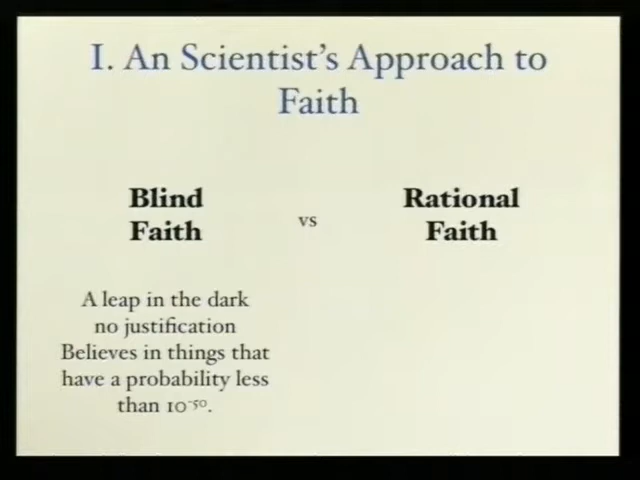 I. An Scientist's Approach to
Faith
Blind
Faith
vs
Rational
Faith
A leap in the dark
no justification
Believes in things that
have a probability less
than 10⁻⁵⁰.